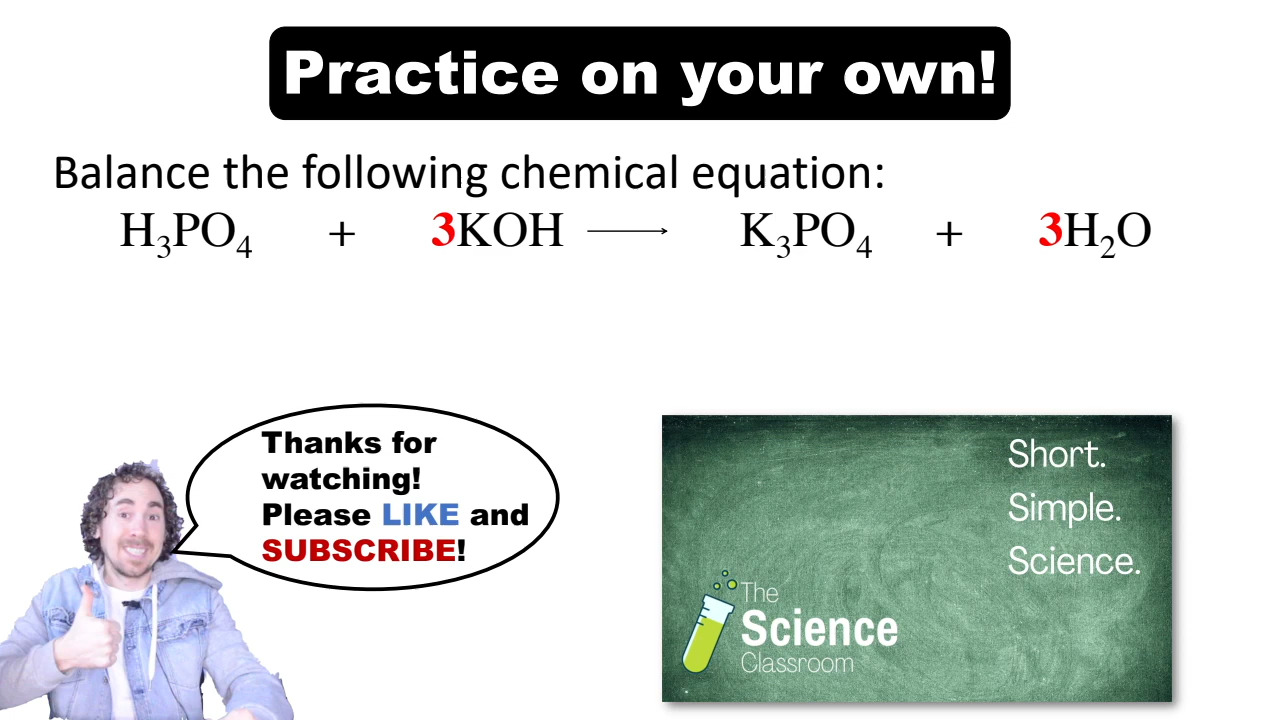 Practice on your own!
Balance the following chemical equation:
H₃PO₄ + 3KOH → K₃PO₄ + 3H₂O
Thanks for
watching!
Please LIKE and
SUBSCRIBE!
Short.
Simple.
Science.
The
Science
Classroom